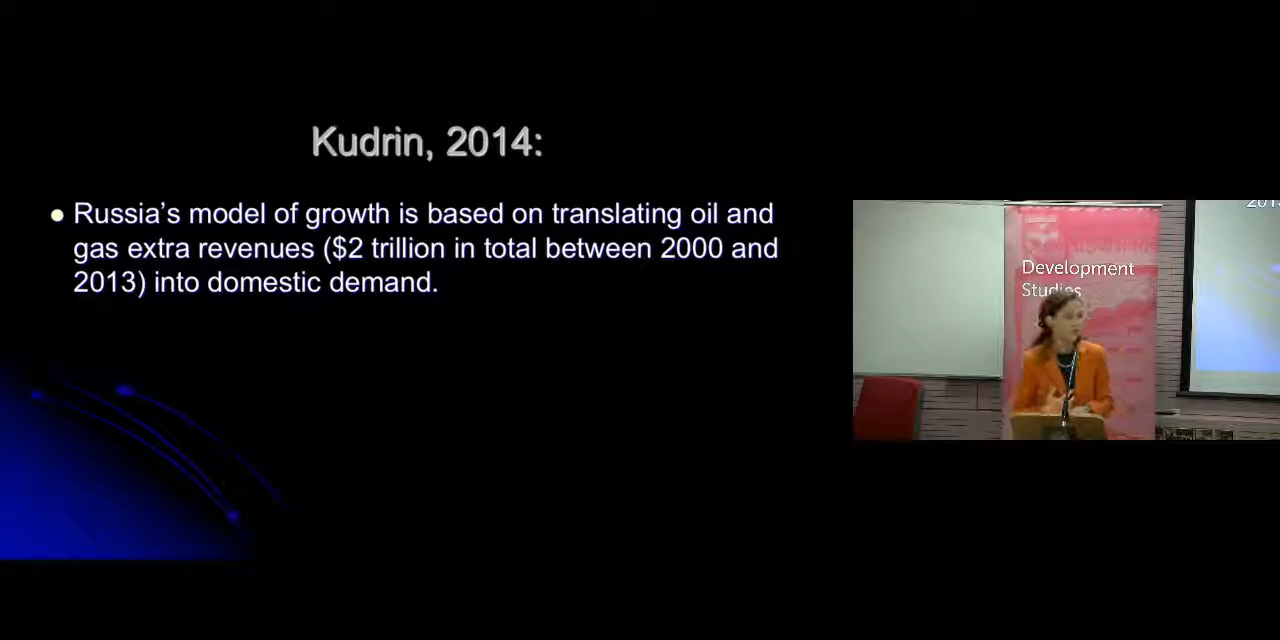 Kudrin, 2014:
Russia's model of growth is based on translating oil and
gas extra revenues ($2 trillion in total between 2000 and
2013) into domestic demand.
Development
Studies